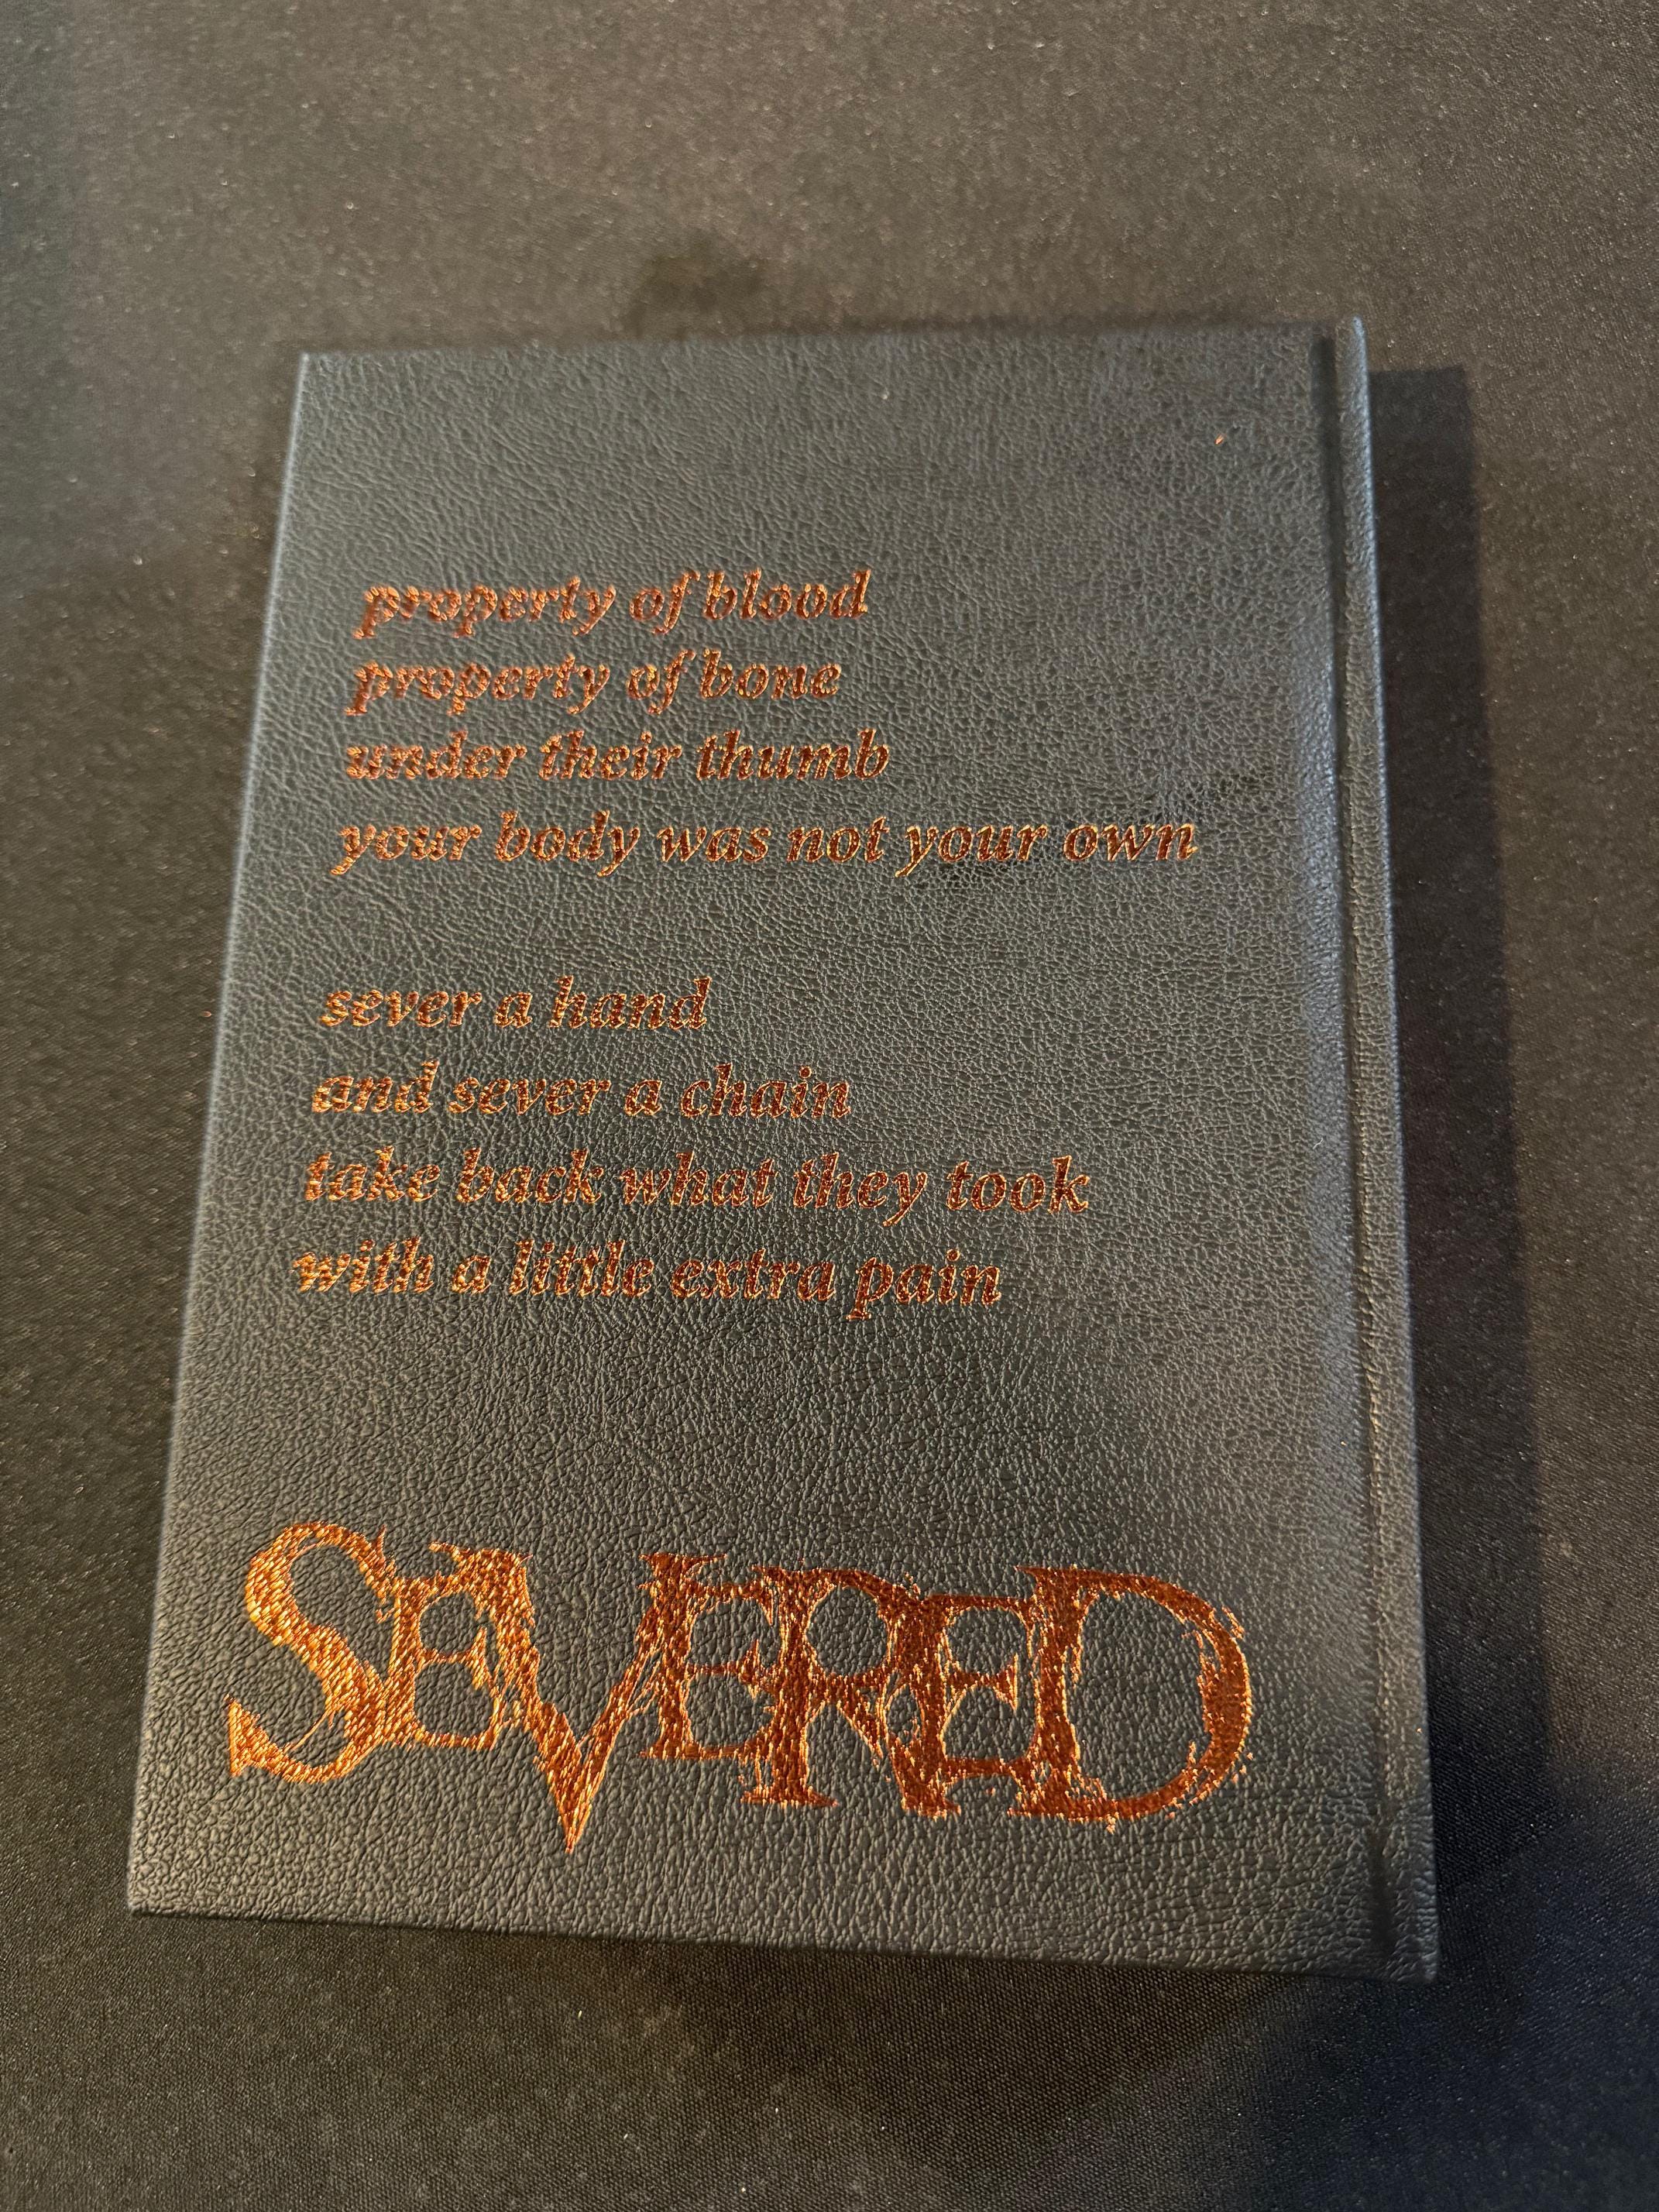 property of blood
property of bone
under their thumb
your body was not your own
sever a hand
and sever a chain
take back what they took
with a little extra pain
SEVERED